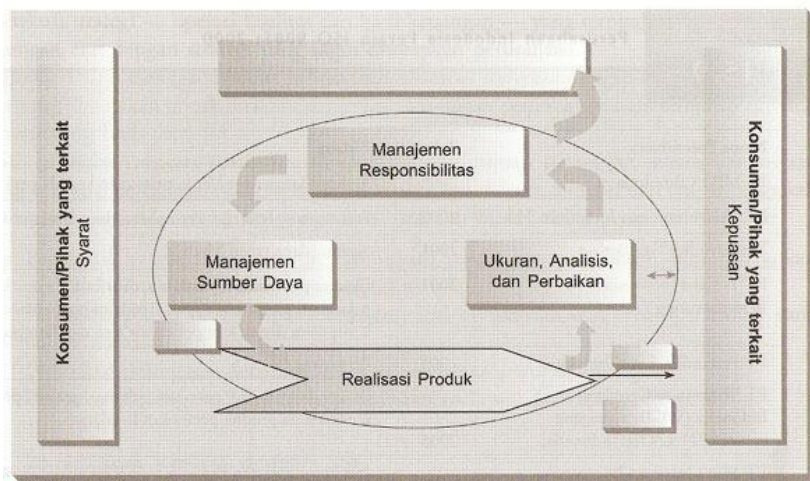 Konsumen/Pihak yang terkait
Syarat
Manajemen
Responsibilitas
Manajemen
Sumber Daya
Ukuran, Analisis,
dan Perbaikan
Realisasi Produk
Konsumen/Pihak yang terkait
Kepuasan